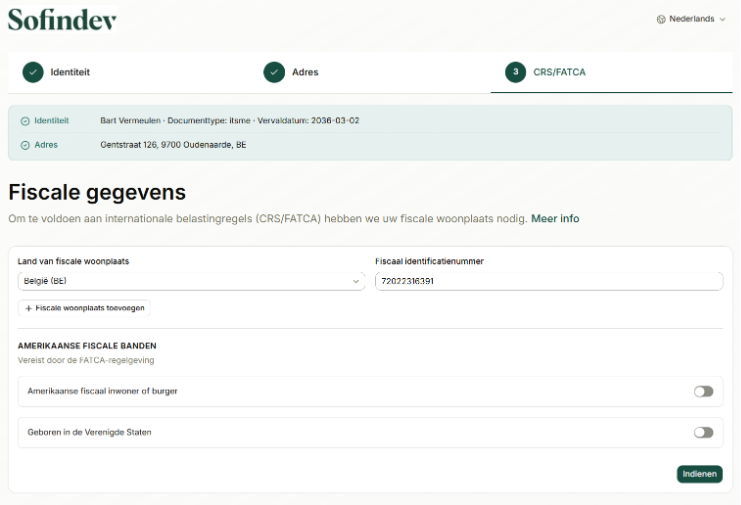 Sofindev
Nederlands
Identiteit
Adres
3 CRS/FATCA
Identiteit Bart Vermeulen · Documenttype: itsme · Vervaldatum: 2036-03-02
Adres Gentstraat 126, 9700 Oudenaarde, BE
Fiscale gegevens
Om te voldoen aan internationale belastingregels (CRS/FATCA) hebben we uw fiscale woonplaats nodig. Meer info
Land van fiscale woonplaats Fiscaal identificatienummer
België (BE) 72022316391
+ Fiscale woonplaats toevoegen
AMERIKAANSE FISCALE BANDEN
Vereist door de FATCA-regelgeving
Amerikaanse fiscaal inwoner of burger
Geboren in de Verenigde Staten
Indienen